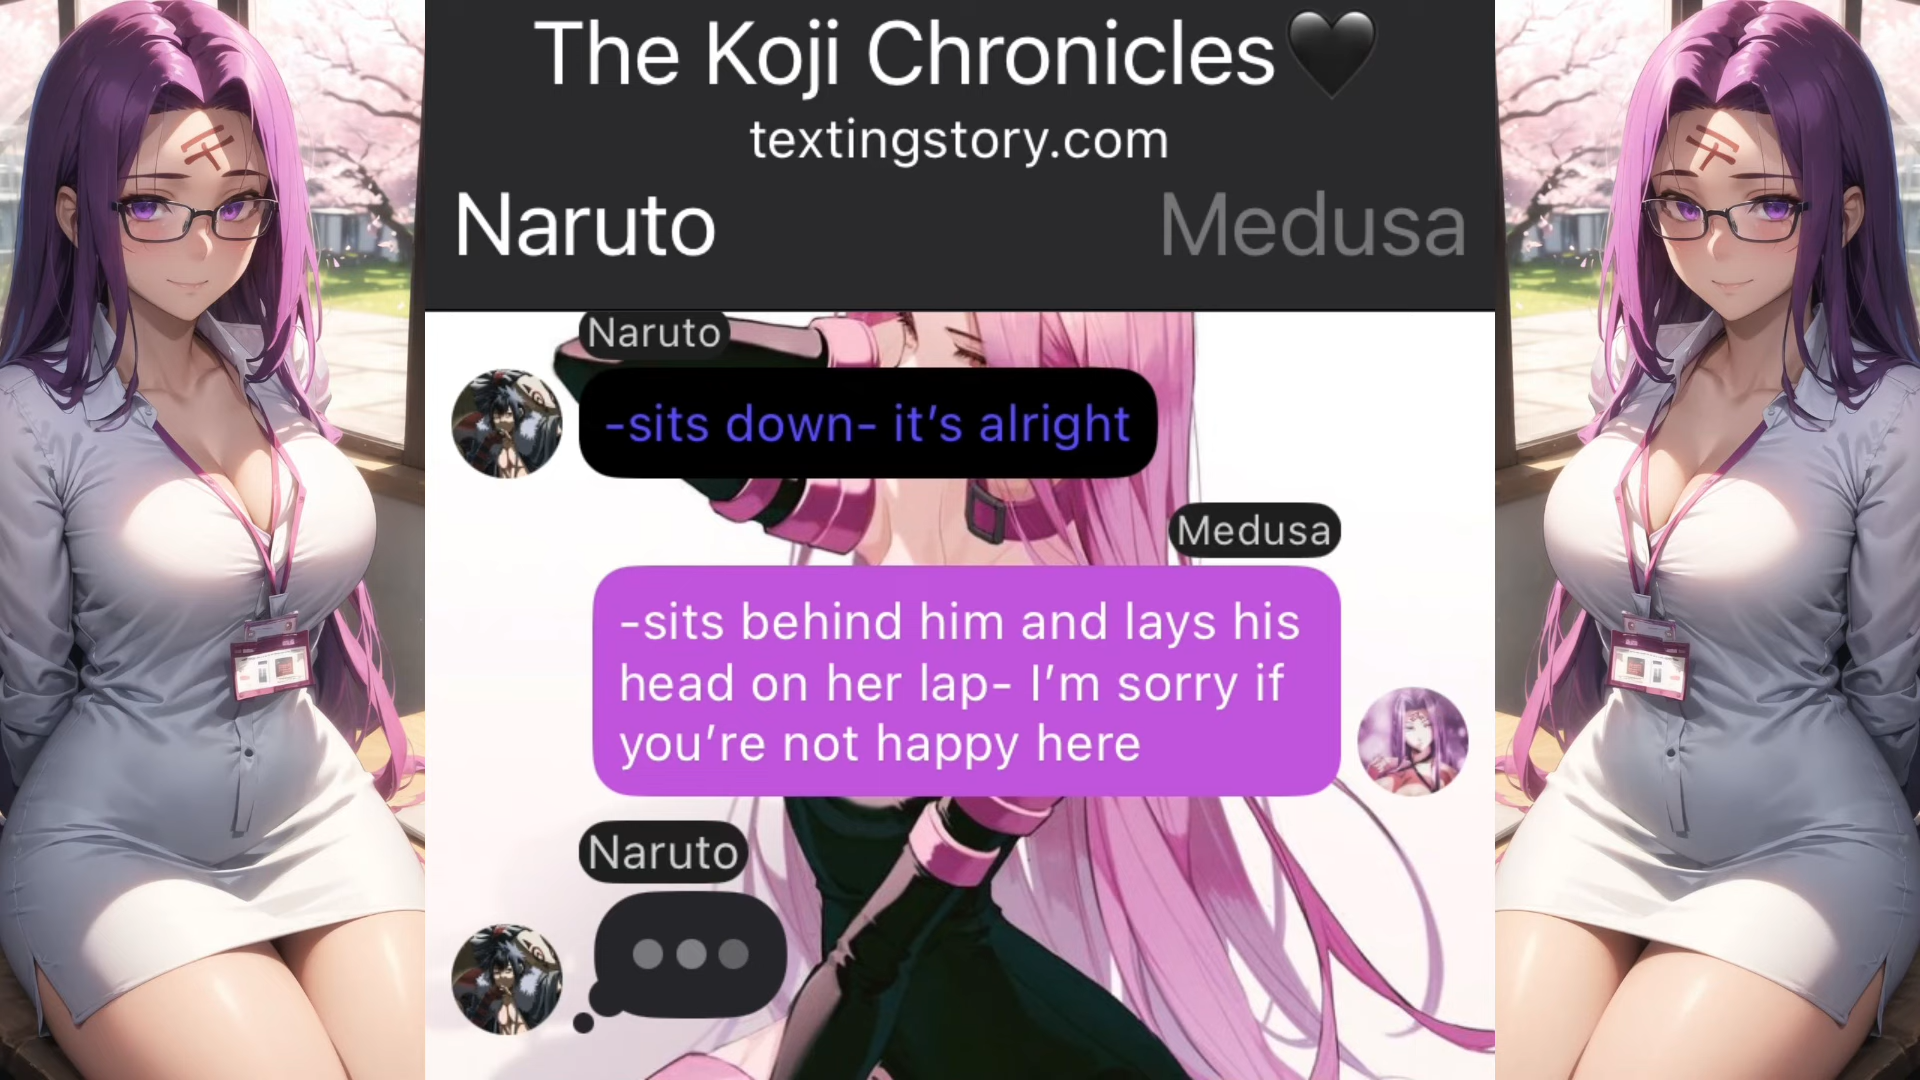 The Koji Chronicles🖤
textingstory.com
Naruto
Medusa
Naruto
-sits down- it’s alright
Medusa
-sits behind him and lays his
head on her lap- I’m sorry if
you’re not happy here
Naruto